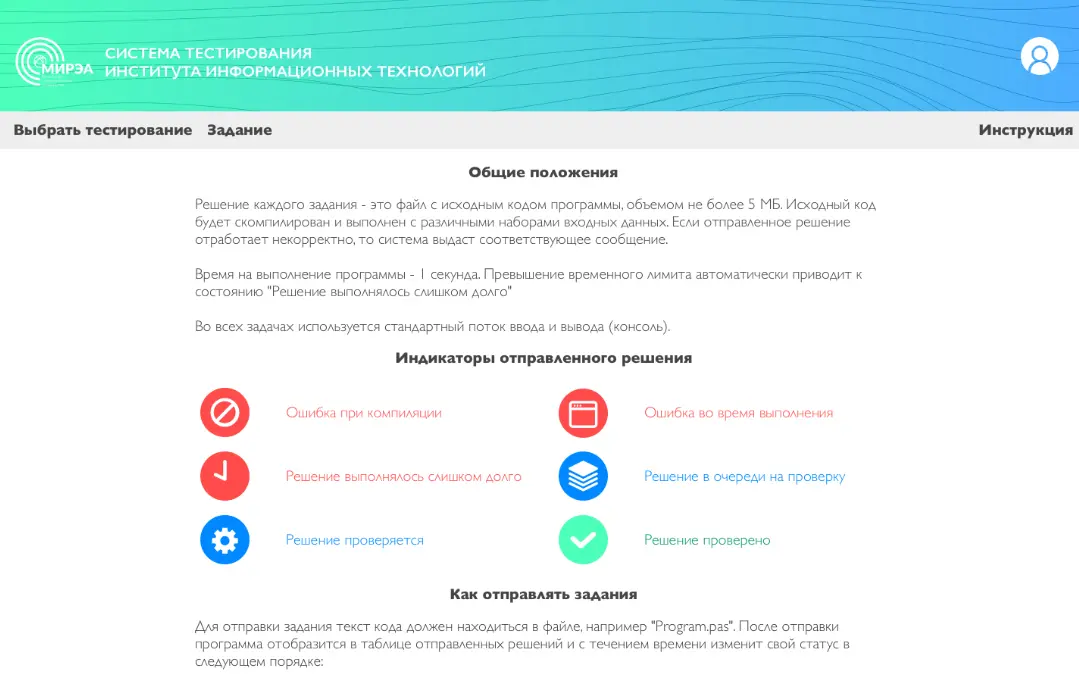 МИРЭА
СИСТЕМА ТЕСТИРОВАНИЯ
ИНСТИТУТА ИНФОРМАЦИОННЫХ ТЕХНОЛОГИЙ
Выбрать тестирование Задание Инструкция
Общие положения
Решение каждого задания - это файл с исходным кодом программы, объемом не более 5 МБ. Исходный код
будет скомпилирован и выполнен с различными наборами входных данных. Если отправленное решение
отработает некорректно, то система выдаст соответствующее сообщение.
Время на выполнение программы - 1 секунда. Превышение временного лимита автоматически приводит к
состоянию "Решение выполнялось слишком долго"
Во всех задачах используется стандартный поток ввода и вывода (консоль).
Индикаторы отправленного решения
Ошибка при компиляции Ошибка во время выполнения
Решение выполнялось слишком долго Решение в очереди на проверку
Решение проверяется Решение проверено
Как отправлять задания
Для отправки задания текст кода должен находиться в файле, например "Program.pas". После отправки
программа отобразится в таблице отправленных решений и с течением времени изменит свой статус в
следующем порядке: